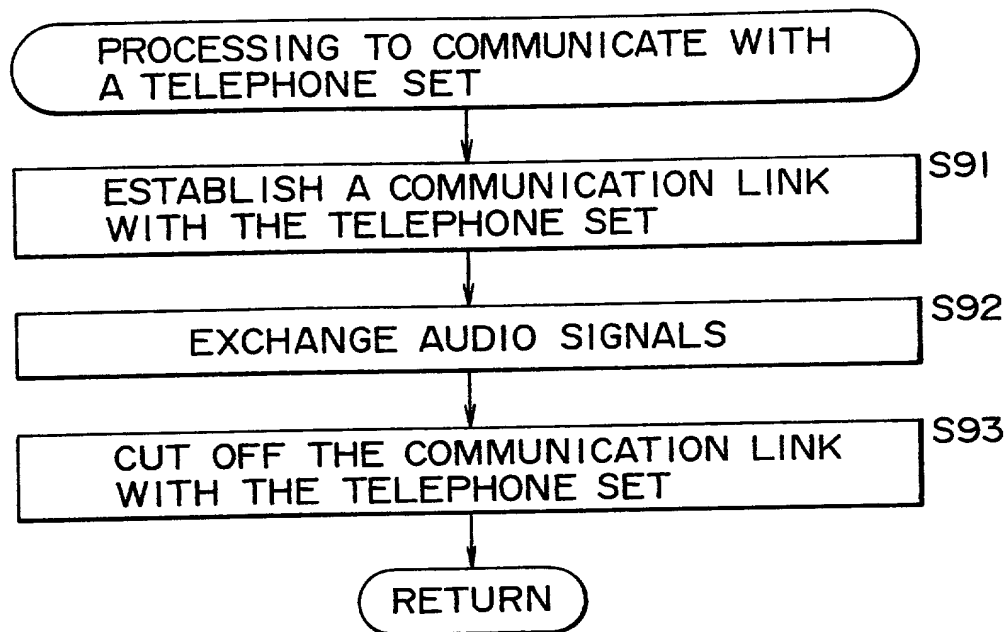 PROCESSING TO COMMUNICATE WITH
A TELEPHONE SET
S91
ESTABLISH A COMMUNICATION LINK
WITH THE TELEPHONE SET
S92
EXCHANGE AUDIO SIGNALS
S93
CUT OFF THE COMMUNICATION LINK
WITH THE TELEPHONE SET
RETURN